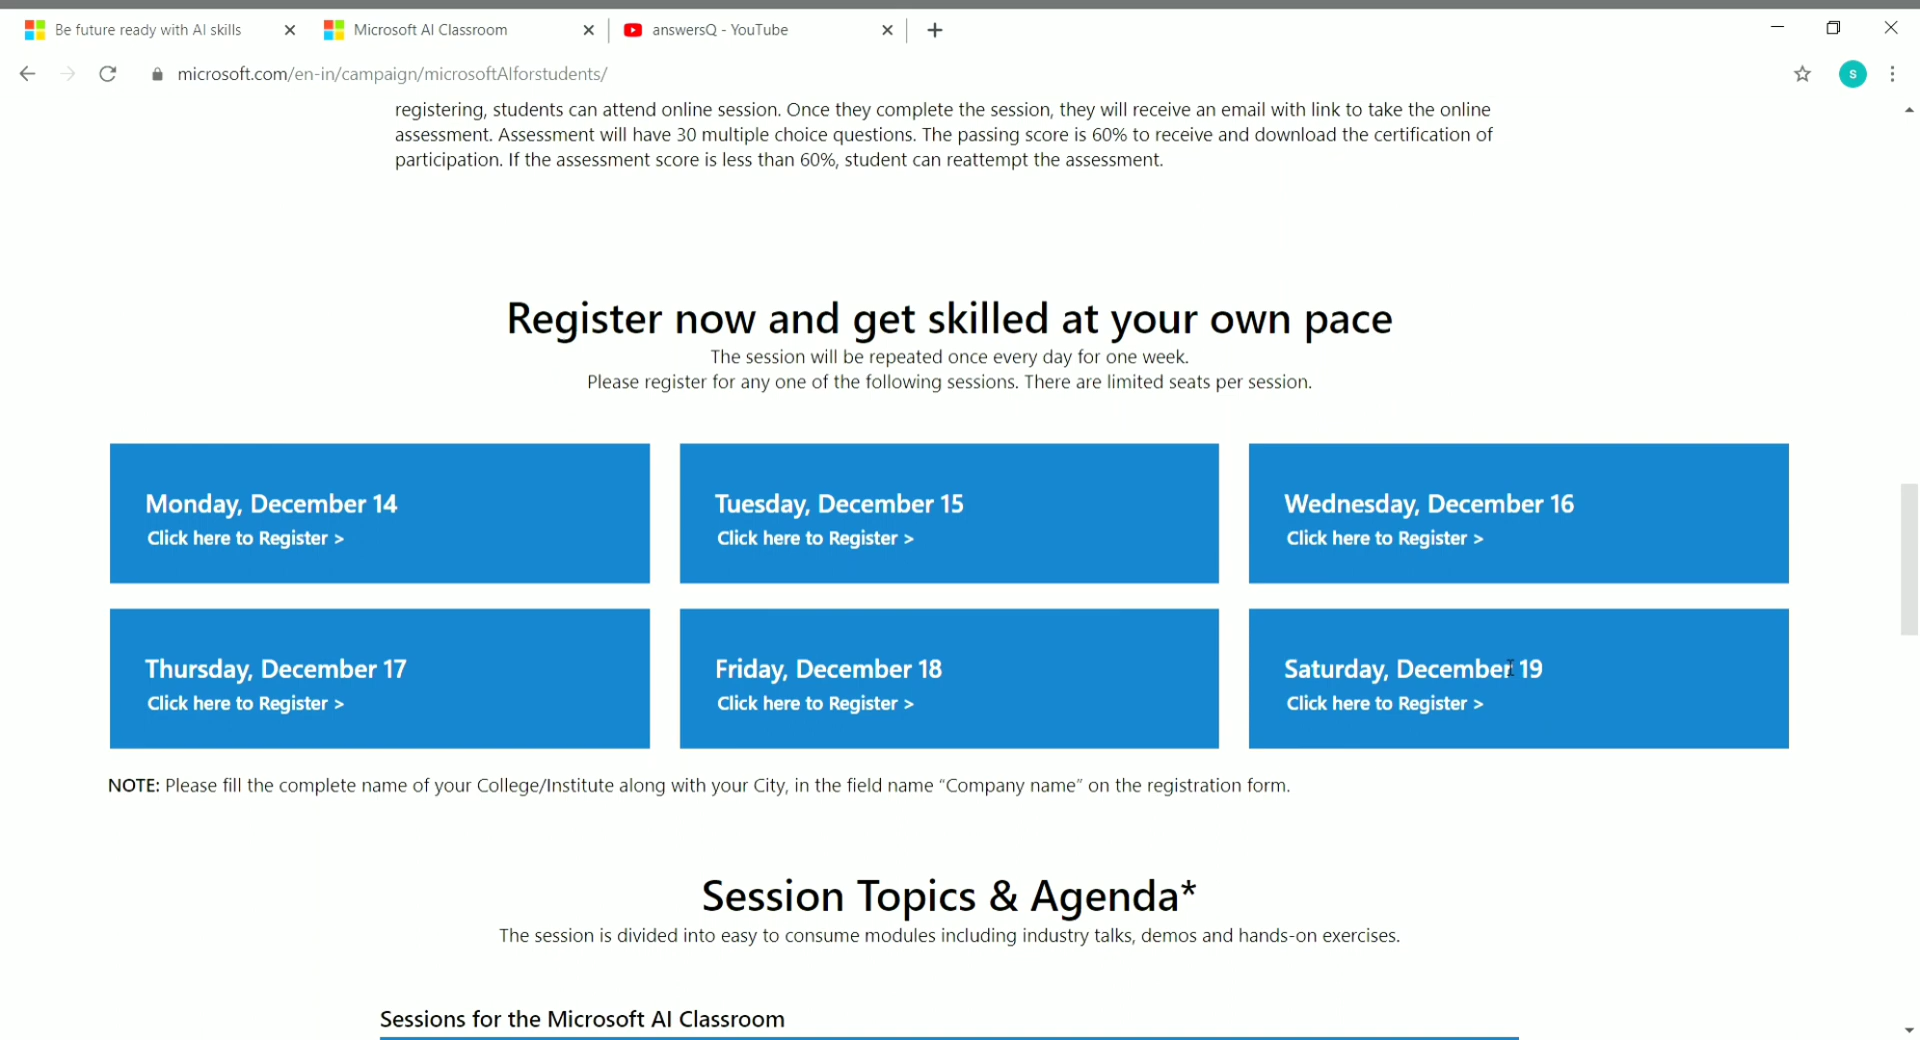 Be future ready with AI skills
Microsoft AI Classroom
answersQ - YouTube
microsoft.com/en-in/campaign/microsoftAIforstudents/
S
registering, students can attend online session. Once they complete the session, they will receive an email with link to take the online
assessment. Assessment will have 30 multiple choice questions. The passing score is 60% to receive and download the certification of
participation. If the assessment score is less than 60%, student can reattempt the assessment.
Register now and get skilled at your own pace
The session will be repeated once every day for one week.
Please register for any one of the following sessions. There are limited seats per session.
Monday, December 14
Click here to Register >
Tuesday, December 15
Click here to Register >
Wednesday, December 16
Click here to Register >
Thursday, December 17
Click here to Register >
Friday, December 18
Click here to Register >
Saturday, December 19
Click here to Register >
NOTE: Please fill the complete name of your College/Institute along with your City, in the field name “Company name” on the registration form.
Session Topics & Agenda*
The session is divided into easy to consume modules including industry talks, demos and hands-on exercises.
Sessions for the Microsoft AI Classroom